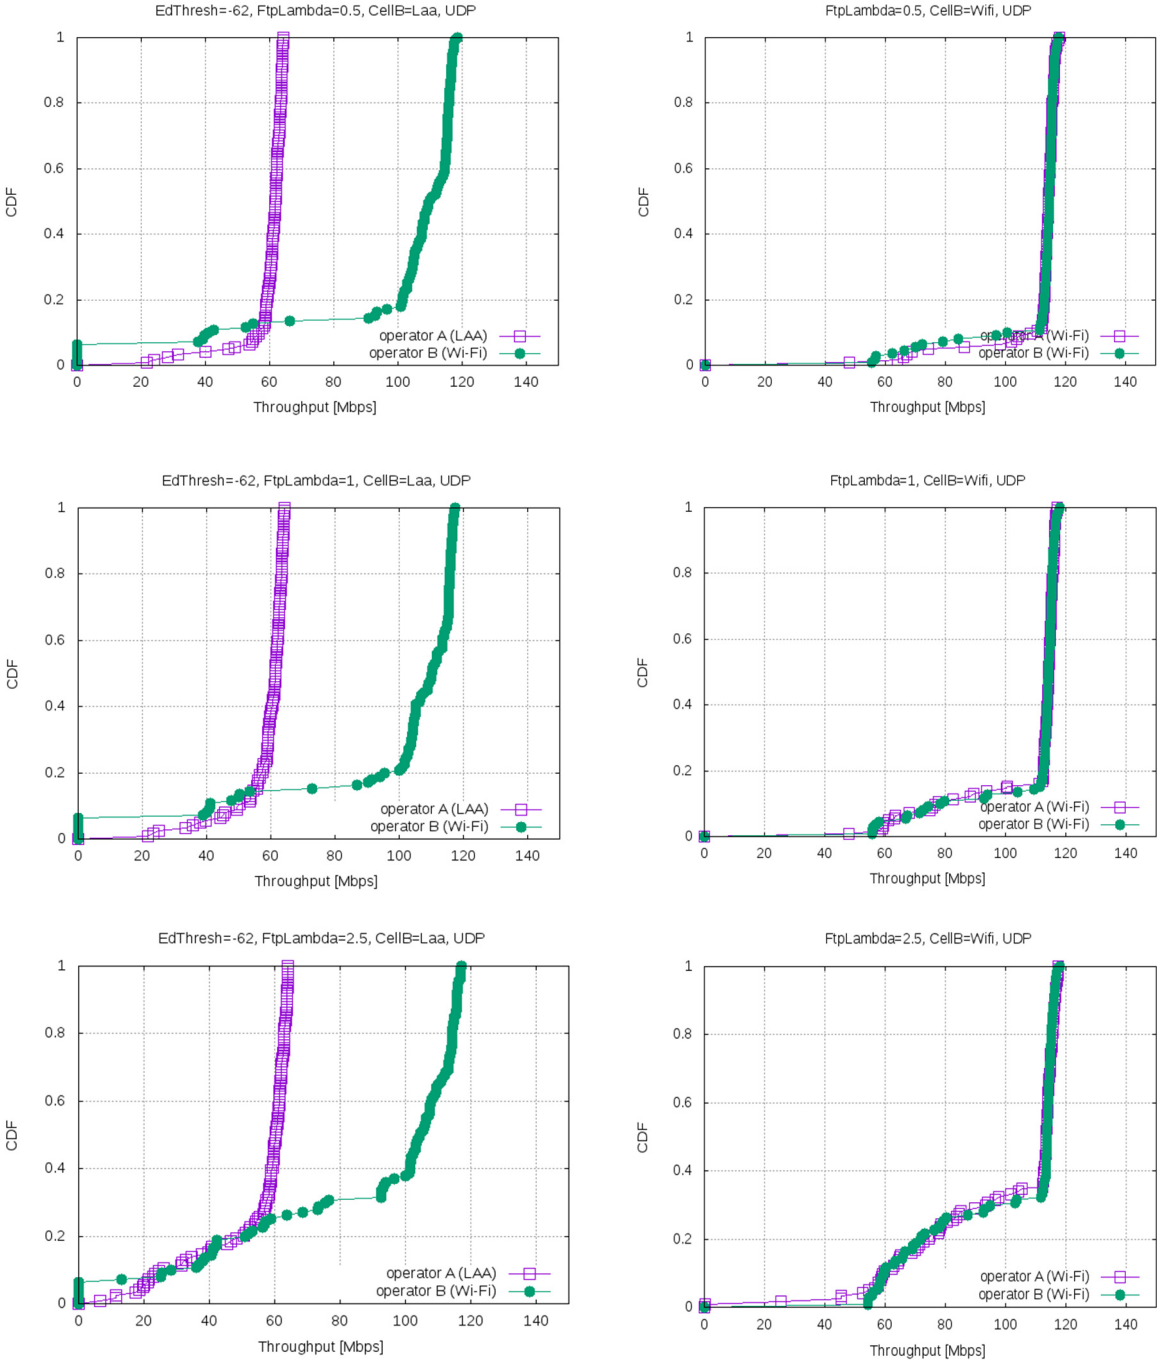 EdThresh=-62, FtpLambda=0.5, CellB=Laa, UDP
1
0.8
0.6
0.4
0.2
0
CDF
operator A (LAA)
operator B (Wi-Fi)
0 20 40 60 80 100 120 140
Throughput [Mbps]
FtpLambda=0.5, CellB=Wifi, UDP
1
0.8
0.6
0.4
0.2
0
CDF
operator A (Wi-Fi)
operator B (Wi-Fi)
0 20 40 60 80 100 120 140
Throughput [Mbps]
EdThresh=-62, FtpLambda=1, CellB=Laa, UDP
1
0.8
0.6
0.4
0.2
0
CDF
operator A (LAA)
operator B (Wi-Fi)
0 20 40 60 80 100 120 140
Throughput [Mbps]
FtpLambda=1, CellB=Wifi, UDP
1
0.8
0.6
0.4
0.2
0
CDF
operator A (Wi-Fi)
operator B (Wi-Fi)
0 20 40 60 80 100 120 140
Throughput [Mbps]
EdThresh=-62, FtpLambda=2.5, CellB=Laa, UDP
1
0.8
0.6
0.4
0.2
0
CDF
operator A (LAA)
operator B (Wi-Fi)
0 20 40 60 80 100 120 140
Throughput [Mbps]
FtpLambda=2.5, CellB=Wifi, UDP
1
0.8
0.6
0.4
0.2
0
CDF
operator A (Wi-Fi)
operator B (Wi-Fi)
0 20 40 60 80 100 120 140
Throughput [Mbps]